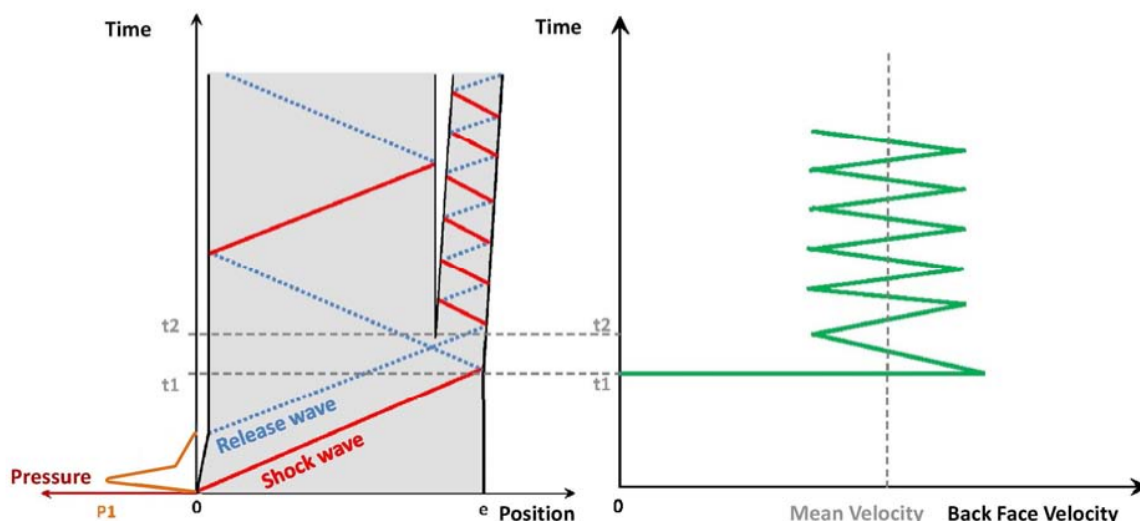 Time
t2
t1
Release wave
Shock wave
Pressure
P1
0
e
Position
Time
t2
t1
0
Mean Velocity
Back Face Velocity